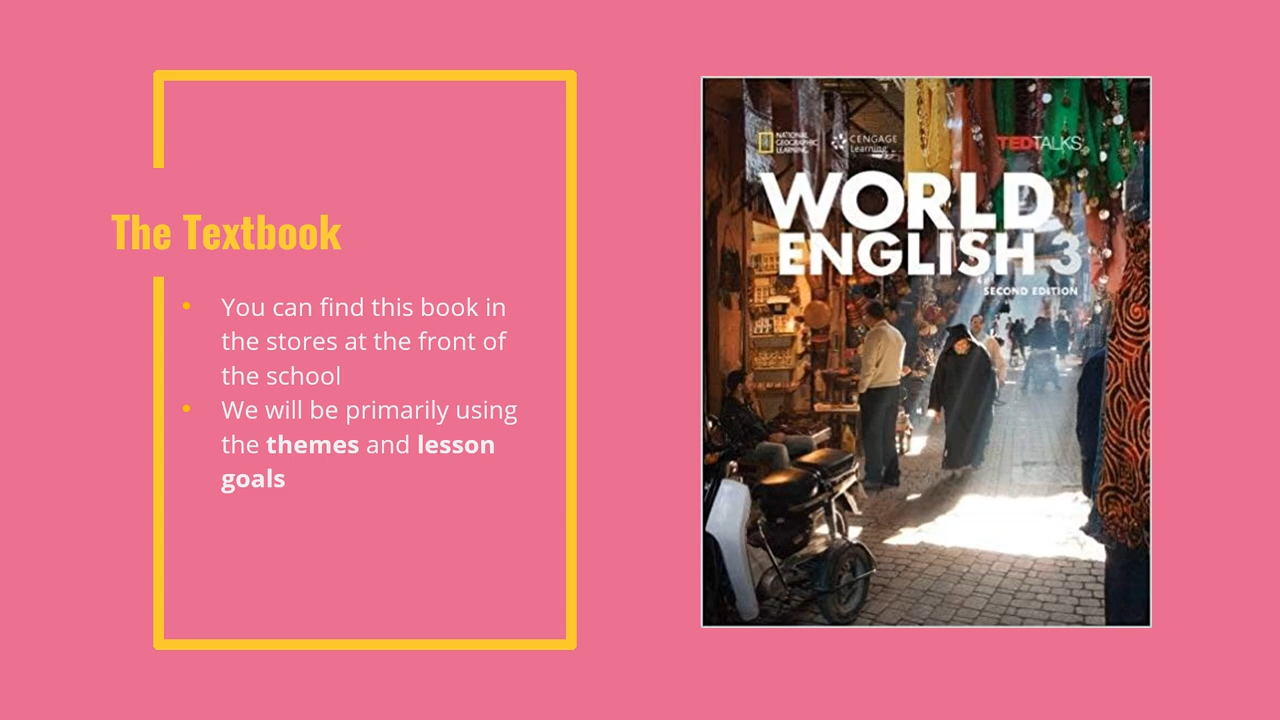 The Textbook
• You can find this book in
the stores at the front of
the school
• We will be primarily using
the themes and lesson
goals
NATIONAL
GEOGRAPHIC
LEARNING
CENGAGE
Learning
TEDTALKS
WORLD
ENGLISH 3
SECOND EDITION